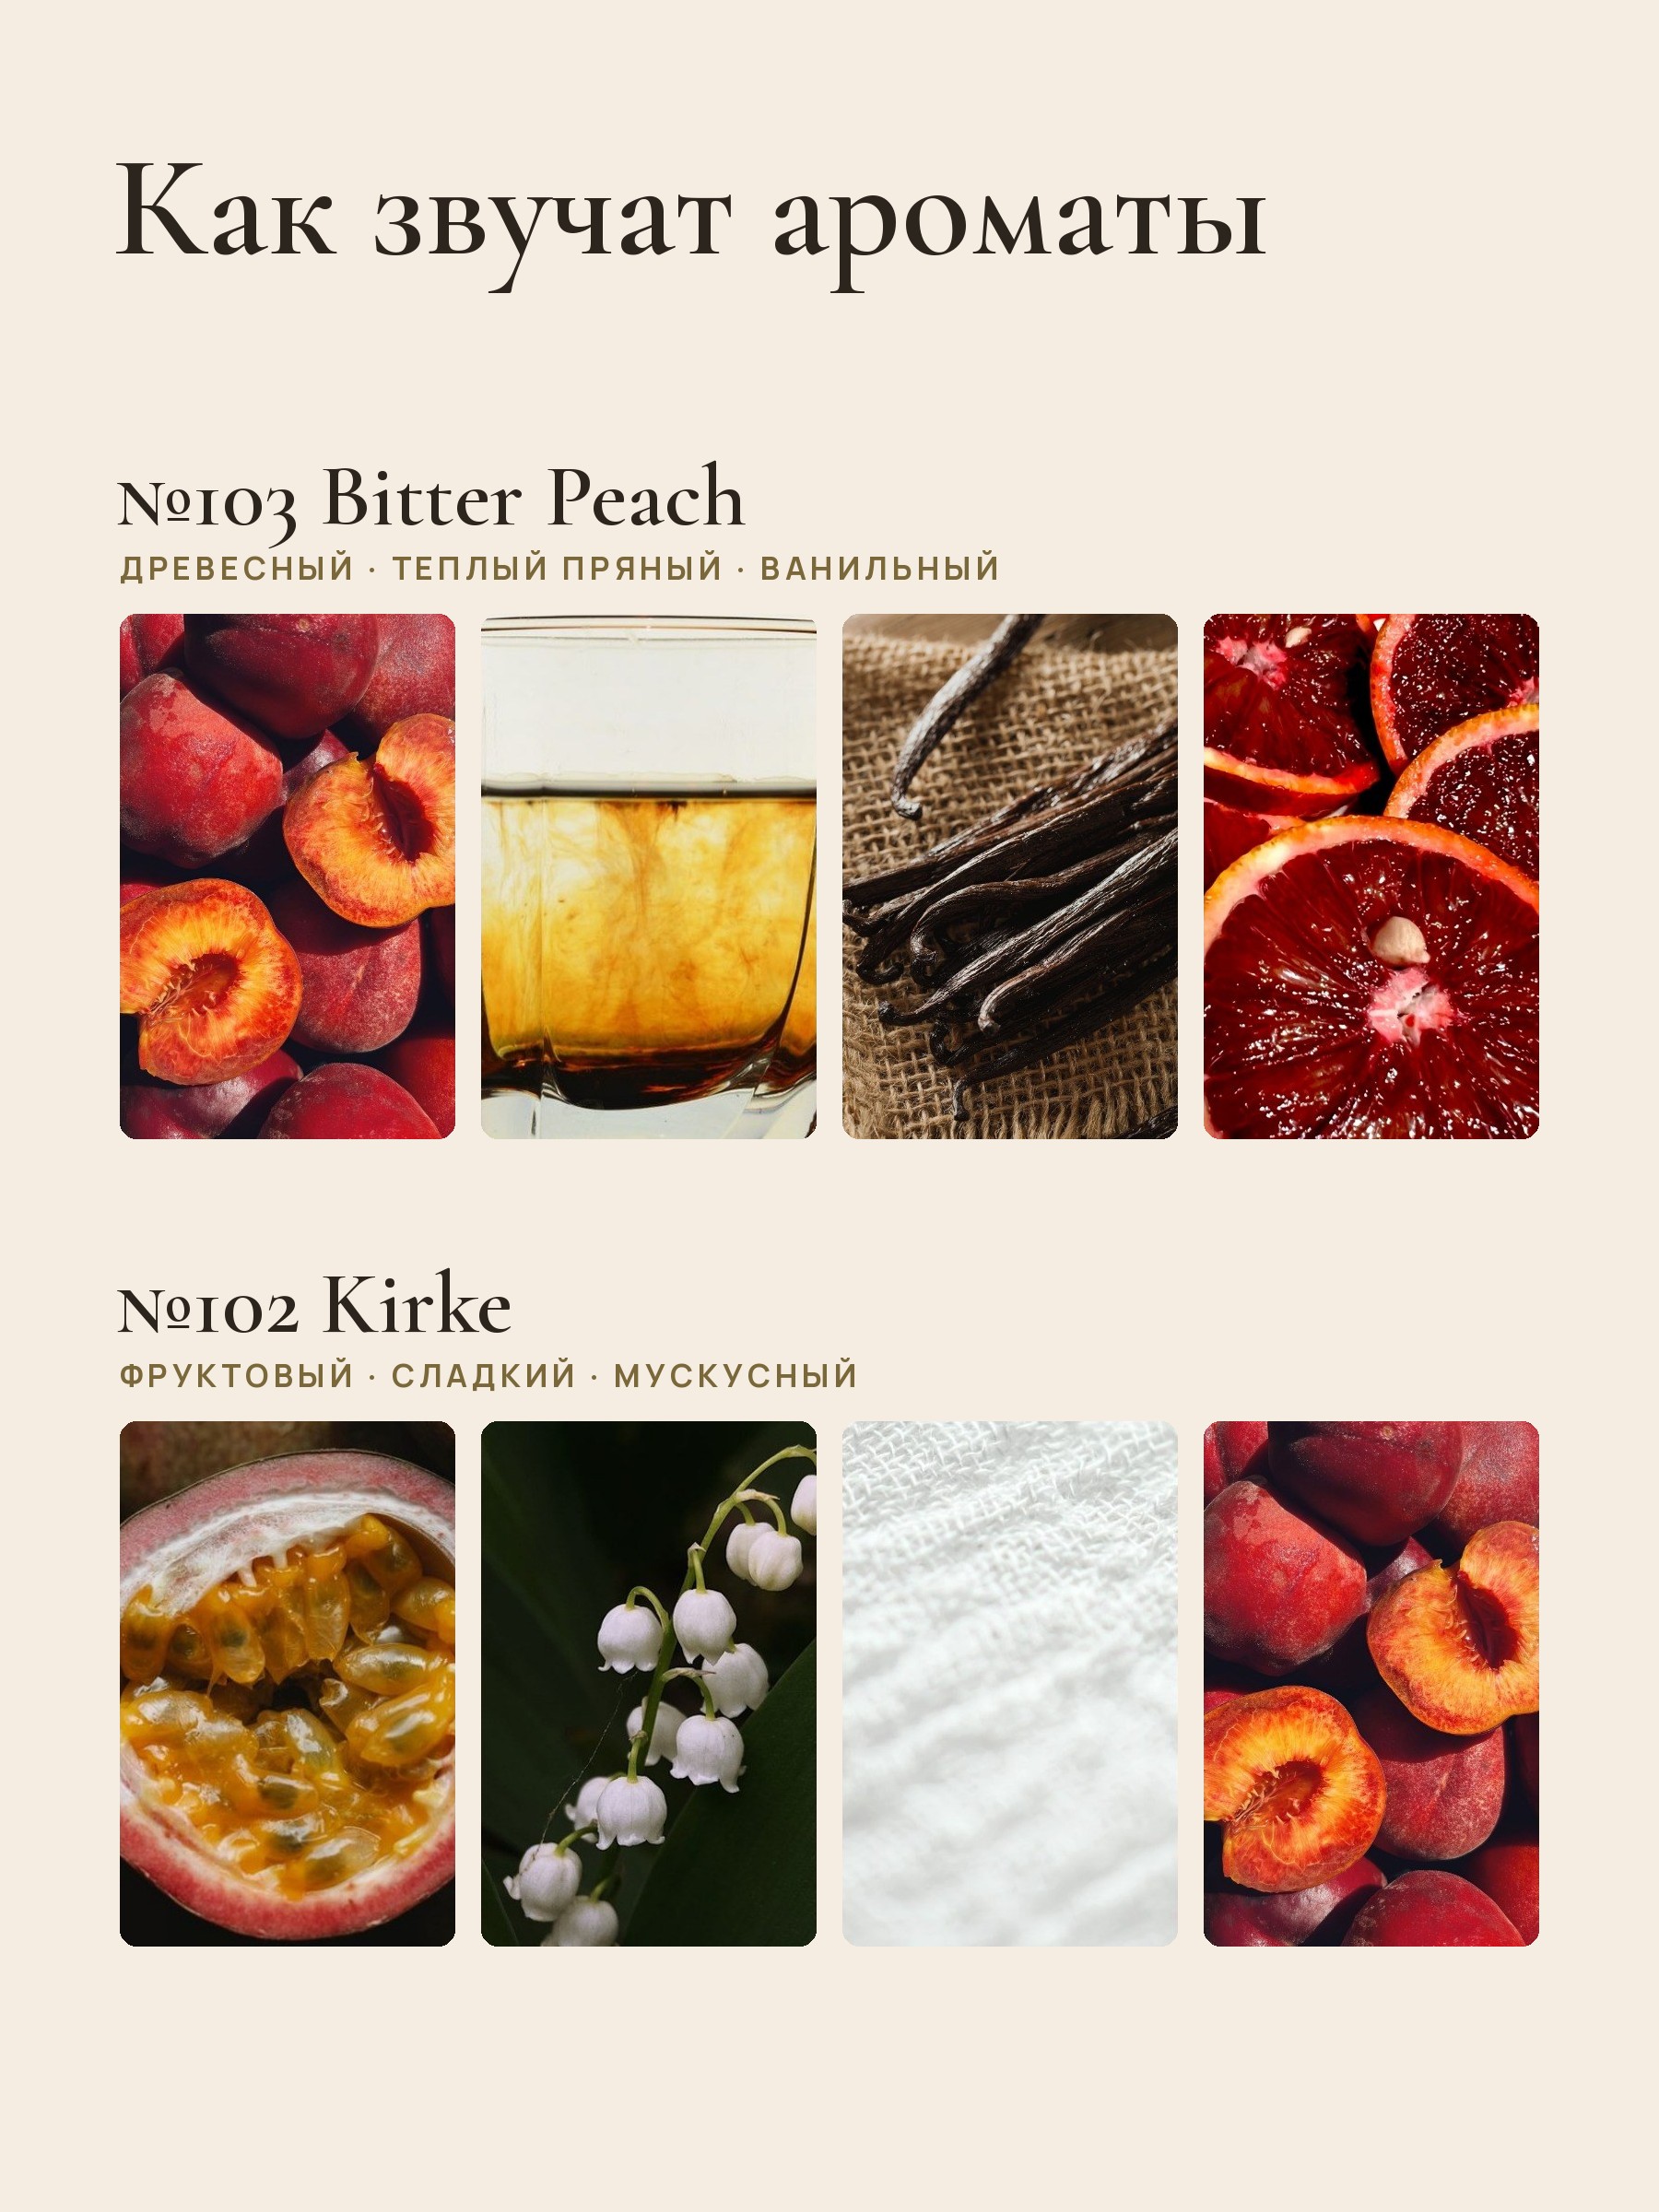 Как звучат ароматы
№103 Bitter Peach
ДРЕВЕСНЫЙ · ТЕПЛЫЙ ПРЯНЫЙ · ВАНИЛЬНЫЙ
№102 Kirke
ФРУКТОВЫЙ · СЛАДКИЙ · МУСКУСНЫЙ